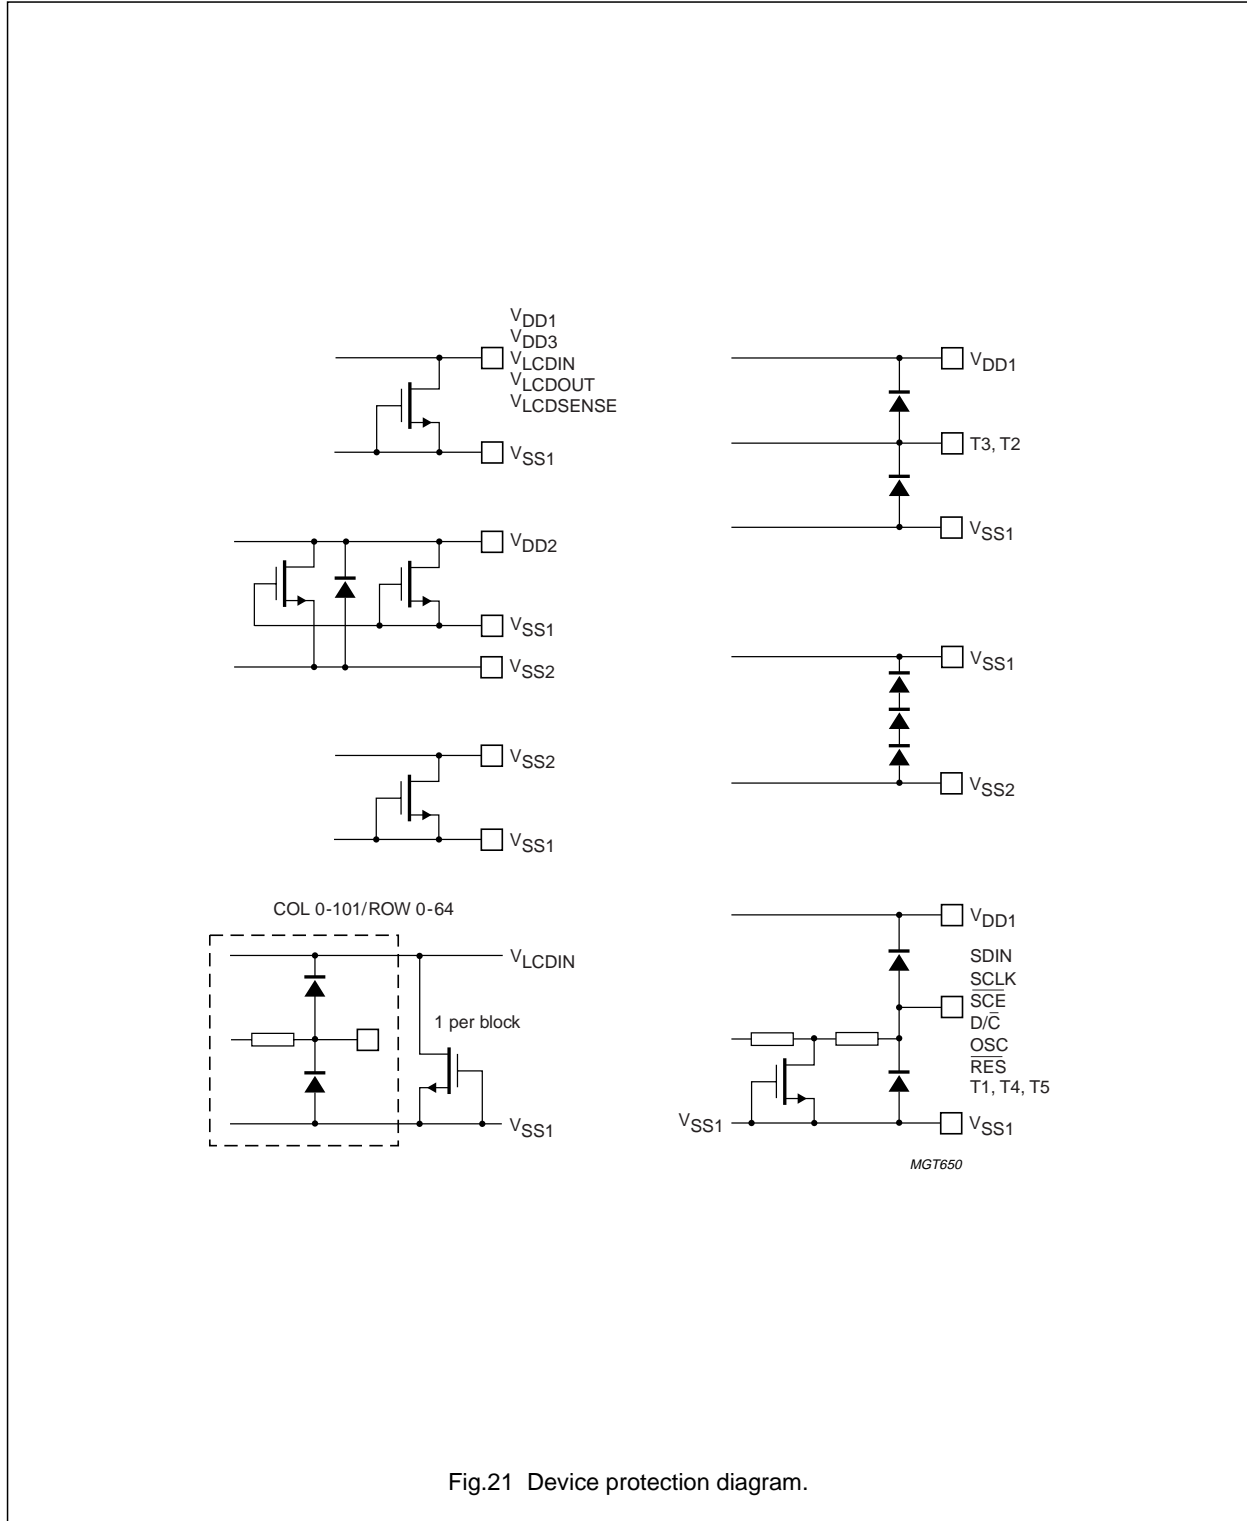 VDD1
VDD3
VLCDIN
VLCDOUT
VLCDSENSE
VSS1
VDD2
VSS1
VSS2
VSS2
VSS1
COL 0-101/ROW 0-64
VLCDIN
1 per block
VSS1
VDD1
T3, T2
VSS1
VSS1
VSS2
VDD1
SDIN
SCLK
S̅C̅E̅
D/C̅
OSC
R̅E̅S̅
T1, T4, T5
VSS1
VSS1
MGT650
Fig.21 Device protection diagram.